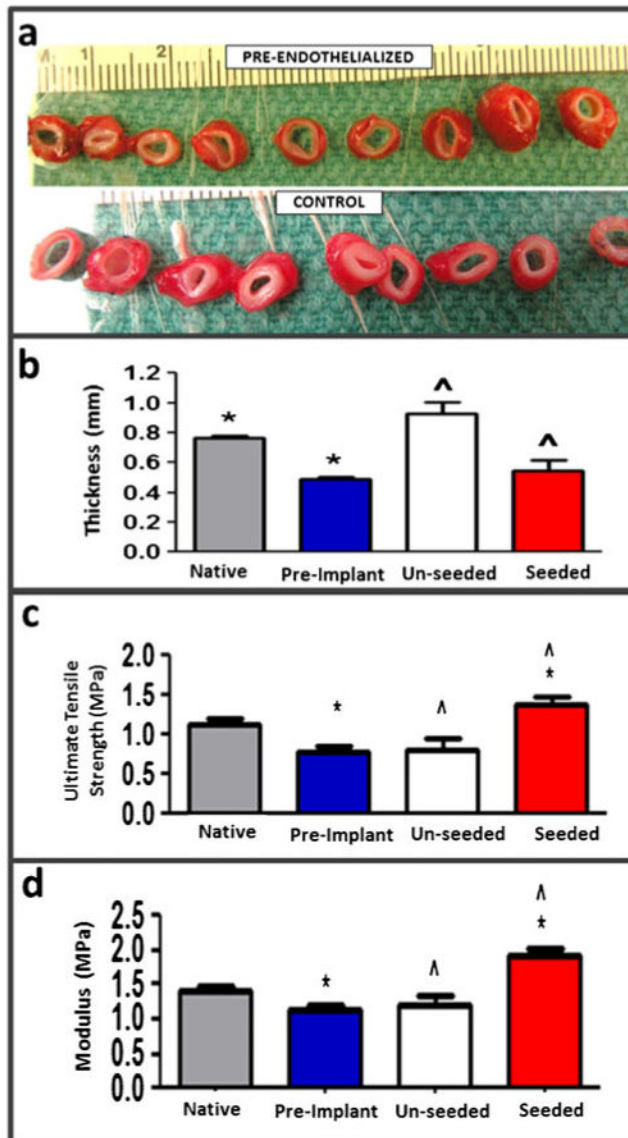 a
1 2
PRE-ENDOTHELIALIZED
CONTROL
b
Thickness (mm)
1.2
1.0
0.8
0.6
0.4
0.2
0.0
*
*
^
^
Native Pre-Implant Un-seeded Seeded
c
Ultimate Tensile
Strength (MPa)
2.0
1.5
1.0
0.5
0.0
*
^
^
*
Native Pre-Implant Un-seeded Seeded
d
Modulus (MPa)
2.5
2.0
1.5
1.0
0.5
0.0
*
^
^
*
Native Pre-Implant Un-seeded Seeded